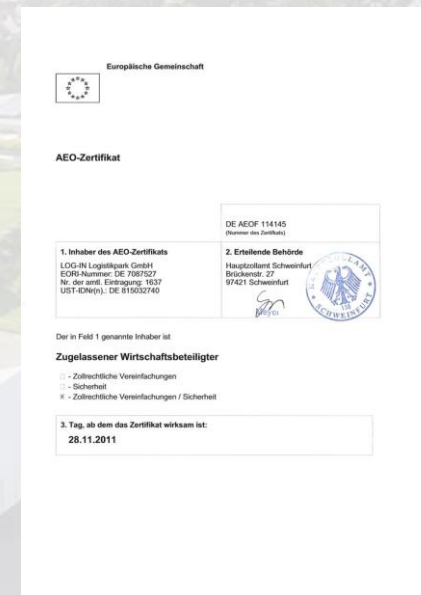 Europäische Gemeinschaft
AEO-Zertifikat
DE AEOF 114145
(Nummer des Zertifikats)
1. Inhaber des AEO-Zertifikats
LOG-IN Logistikpark GmbH
EORI-Nummer: DE 7087527
Nr. der amtl. Eintragung: 1637
UST-IDNr(n).: DE 815032740
2. Erteilende Behörde
Hauptzollamt Schweinfurt
Brückenstr. 27
97421 Schweinfurt
Meyer
HAUPTZOLLAMT
SCHWEINFURT
Der in Feld 1 genannte Inhaber ist
Zugelassener Wirtschaftsbeteiligter
- Zollrechtliche Vereinfachungen
- Sicherheit
x - Zollrechtliche Vereinfachungen / Sicherheit
3. Tag, ab dem das Zertifikat wirksam ist:
28.11.2011